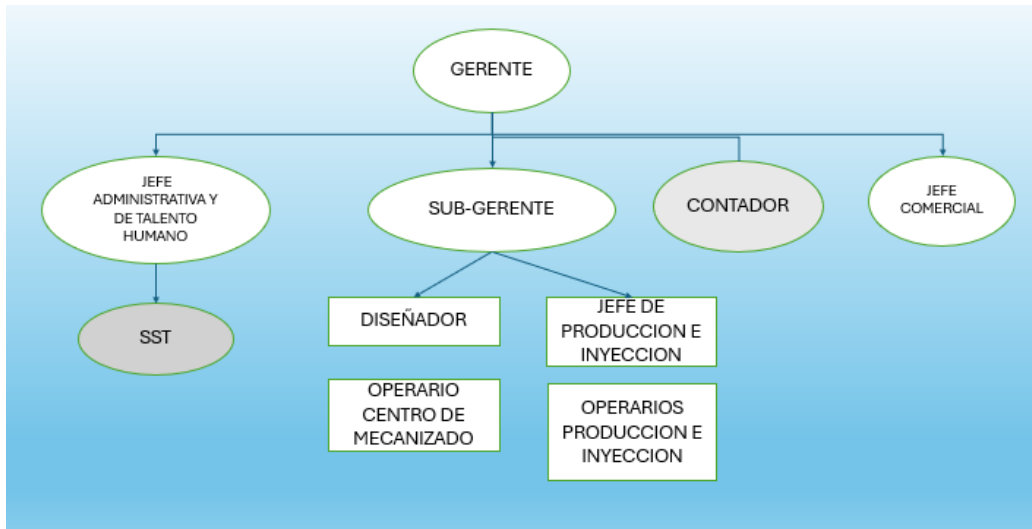 GERENTE
JEFE
ADMINISTRATIVA Y
DE TALENTO
HUMANO
SUB-GERENTE
CONTADOR
JEFE
COMERCIAL
SST
DISEÑADOR
JEFE DE
PRODUCCION E
INYECCION
OPERARIO
CENTRO DE
MECANIZADO
OPERARIOS
PRODUCCION E
INYECCION